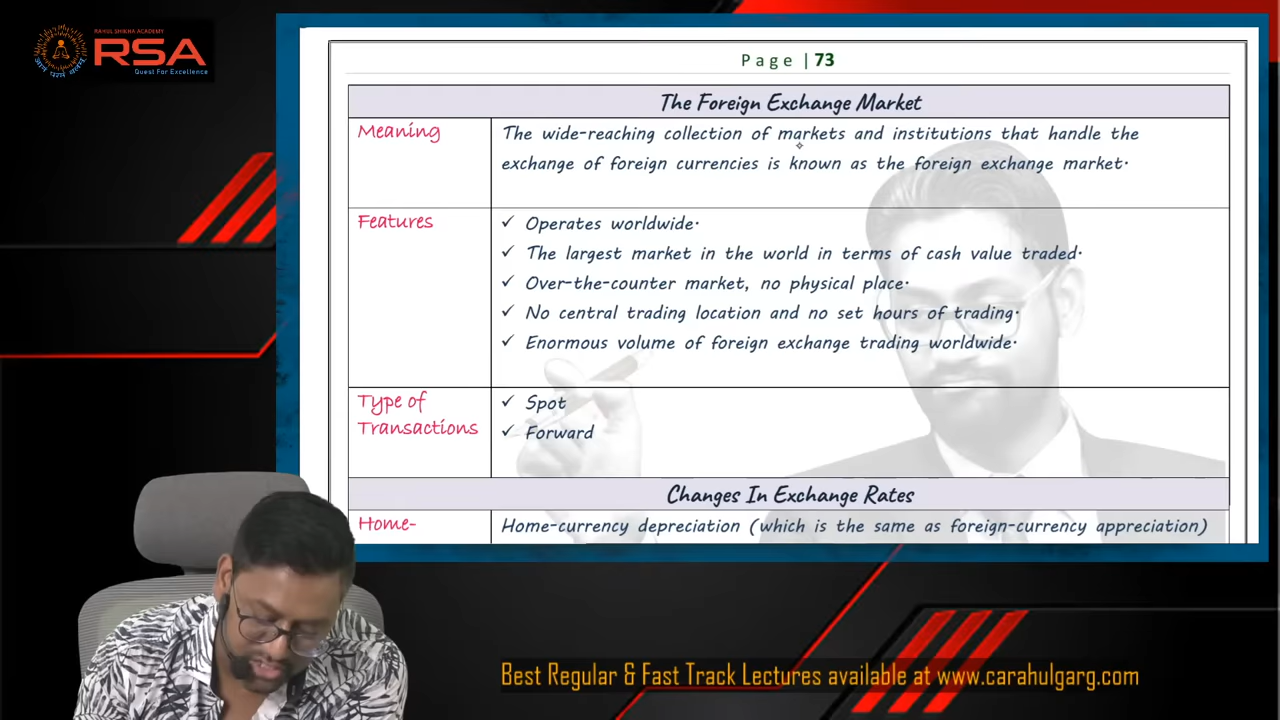 RAHUL SHIKHA ACADEMY
RSA
Quest For Excellence
Page | 73
The Foreign Exchange Market
Meaning
The wide-reaching collection of markets and institutions that handle the
exchange of foreign currencies is known as the foreign exchange market.
Features
✓ Operates worldwide.
✓ The largest market in the world in terms of cash value traded.
✓ Over-the-counter market, no physical place.
✓ No central trading location and no set hours of trading.
✓ Enormous volume of foreign exchange trading worldwide.
Type of
Transactions
✓ Spot
✓ Forward
Changes In Exchange Rates
Home-
Home-currency depreciation (which is the same as foreign-currency appreciation)
Best Regular & Fast Track Lectures available at www.carahulgarg.com